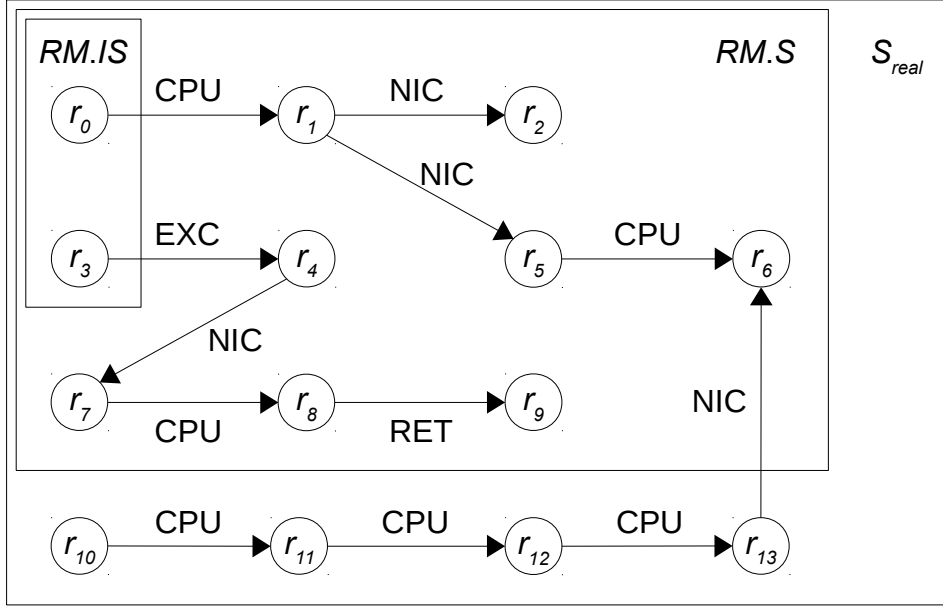 RM.IS
RM.S
S_real
CPU
NIC
r_0
r_1
r_2
NIC
EXC
CPU
r_3
r_4
r_5
r_6
NIC
NIC
r_7
r_8
r_9
CPU
RET
CPU
CPU
CPU
r_10
r_11
r_12
r_13